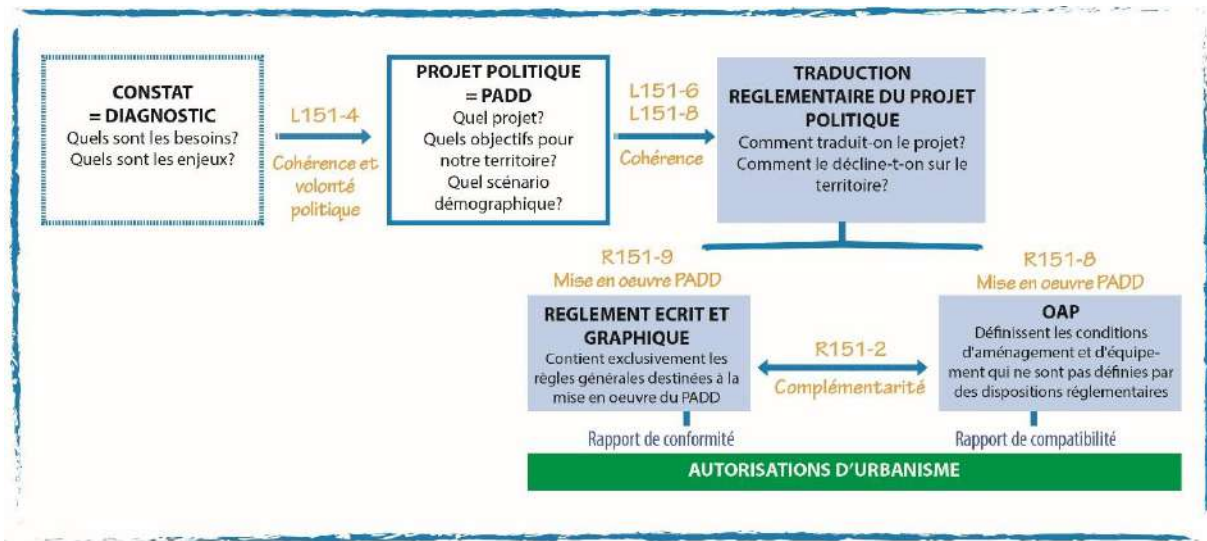 CONSTAT
= DIAGNOSTIC
Quels sont les besoins?
Quels sont les enjeux?
L151-4
Cohérence et
volonté
politique
PROJET POLITIQUE
= PADD
Quel projet?
Quels objectifs pour
notre territoire?
Quel scénario
démographique?
L151-6
L151-8
Cohérence
TRADUCTION
REGLEMENTAIRE DU PROJET
POLITIQUE
Comment traduit-on le projet?
Comment le décline-t-on sur le
territoire?
R151-9
Mise en oeuvre PADD
REGLEMENT ECRIT ET
GRAPHIQUE
Contient exclusivement les
règles générales destinées à la
mise en oeuvre du PADD
R151-2
Complémentarité
R151-8
Mise en oeuvre PADD
OAP
Définissent les conditions
d'aménagement et d'équipe-
ment qui ne sont pas définies par
des dispositions réglementaires
Rapport de conformité
Rapport de compatibilité
AUTORISATIONS D'URBANISME